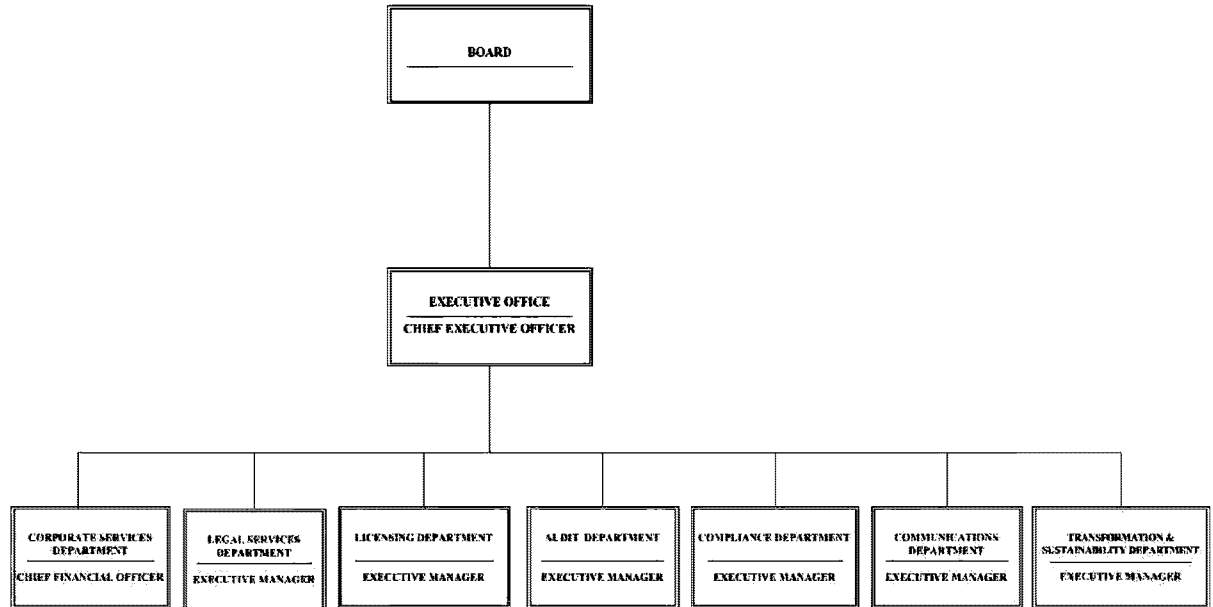 BOARD
EXECUTIVE OFFICE
CHIEF EXECUTIVE OFFICER
CORPORATE SERVICES
DEPARTMENT
CHIEF FINANCIAL OFFICER
LEGAL SERVICES
DEPARTMENT
EXECUTIVE MANAGER
LICENSING DEPARTMENT
EXECUTIVE MANAGER
AUDIT DEPARTMENT
EXECUTIVE MANAGER
COMPLIANCE DEPARTMENT
EXECUTIVE MANAGER
COMMUNICATIONS
DEPARTMENT
EXECUTIVE MANAGER
TRANSFORMATION &
SUSTAINABILITY DEPARTMENT
EXECUTIVE MANAGER